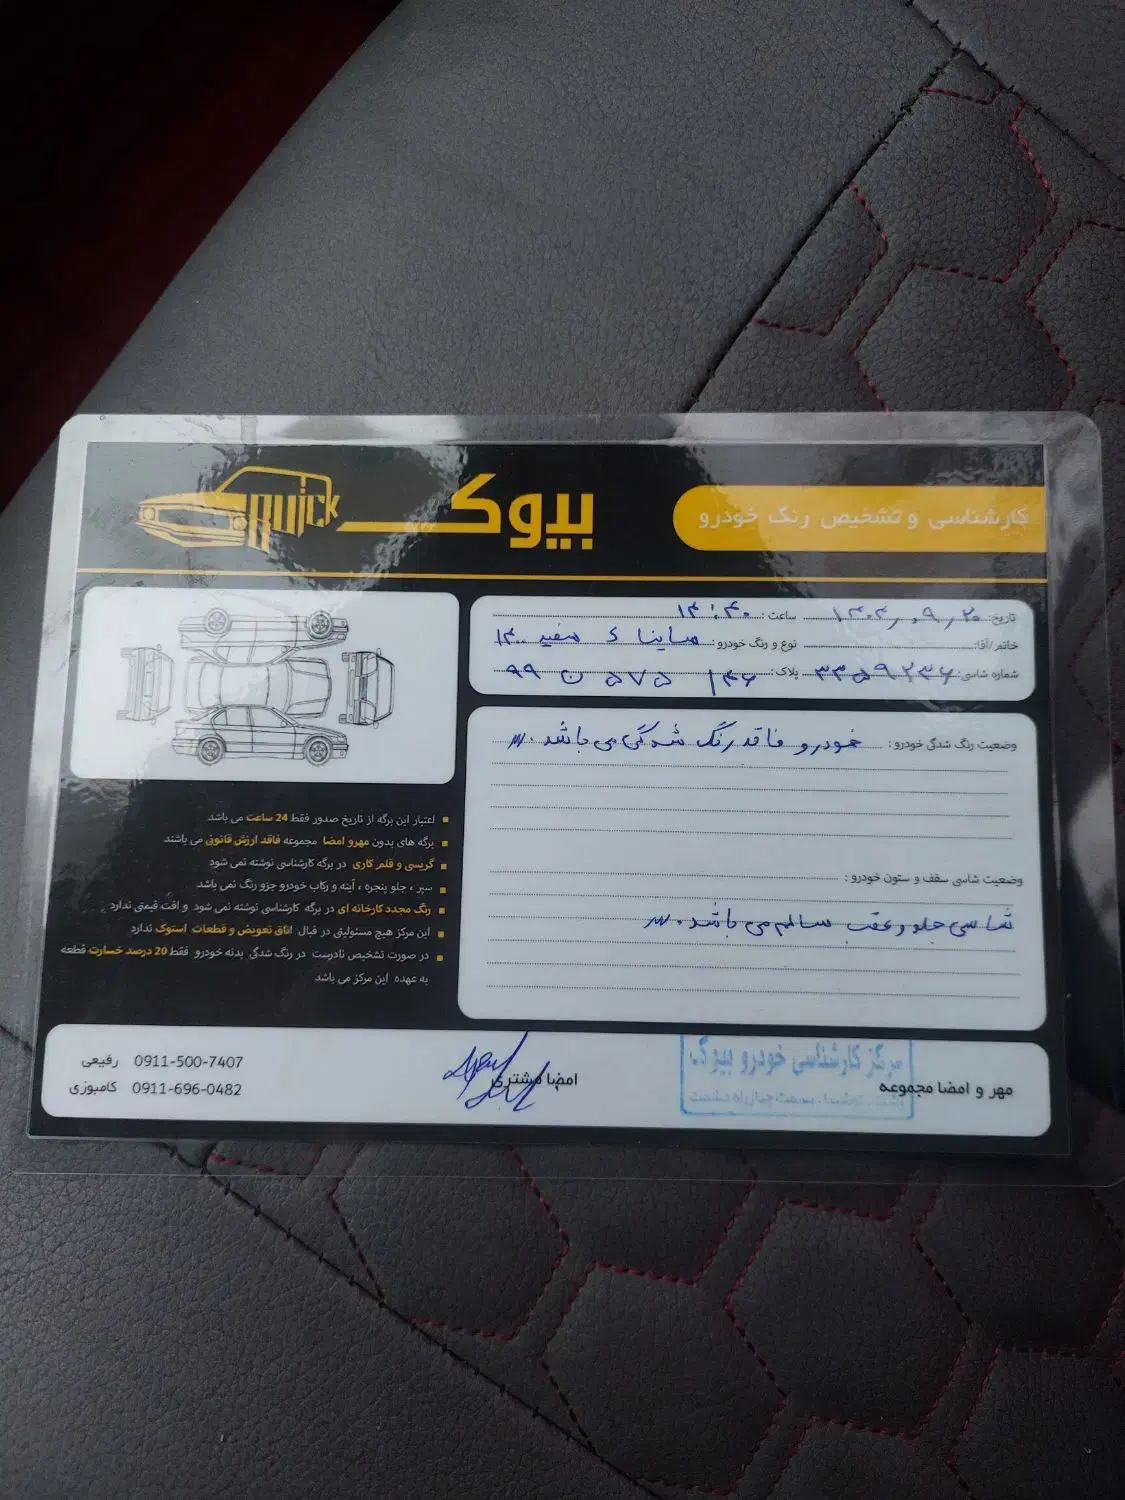 کارشناسی و تشخیص رنگ خودرو
بیوک
BUICK
تاریخ: ۱۴۰۴٫۰۹٫۲۰ ساعت: ۱۴:۴۰
خانم/آقا: نوع و رنگ خودرو: ساینا S سفید ۱۴۰۰
شماره شاسی: ۳۳۵۹۲۳۶ پلاک: ۴۶| ۵۷۵ ن ۹۹
وضعیت رنگ شدگی خودرو: خودرو فاقد رنگ شدگی می باشد.
وضعیت شاسی سقف و ستون خودرو:
شاسی جلو و عقب سالم می باشد.
اعتبار این برگه از تاریخ صدور فقط 24 ساعت می باشد
برگه های بدون مهرو امضا مجموعه فاقد ارزش قانونی می باشند
گریسی و قلم کاری در برگه کارشناسی نوشته نمی شود
سپر ، جلو پنجره ، آینه و رکاب خودرو جزو رنگ نمی باشد
رنگ مجدد کارخانه ای در برگه کارشناسی نوشته نمی شود و افت قیمتی ندارد
این مرکز هیچ مسئولیتی در قبال اتاق تعویض و قطعات استوک ندارد
در صورت تشخیص نادرست در رنگ شدگی بدنه خودرو فقط 20 درصد خسارت قطعه
به عهده این مرکز می باشد
مهر و امضا مجموعه
مرکز کارشناسی خودرو بیوک
امضا مشتری
رفیعی 0911-500-7407
کامبوزی 0911-696-0482